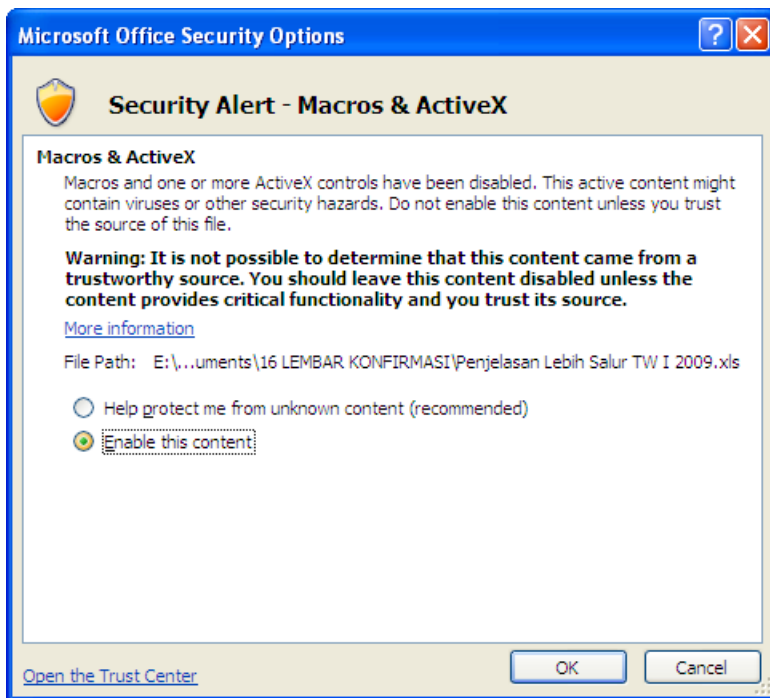 Microsoft Office Security Options
Security Alert - Macros & ActiveX
Macros & ActiveX
Macros and one or more ActiveX controls have been disabled. This active content might
contain viruses or other security hazards. Do not enable this content unless you trust
the source of this file.
Warning: It is not possible to determine that this content came from a
trustworthy source. You should leave this content disabled unless the
content provides critical functionality and you trust its source.
More information
File Path: E:\...uments\16 LEMBAR KONFIRMASI\Penjelasan Lebih Salur TW I 2009.xls
Help protect me from unknown content (recommended)
Enable this content
Open the Trust Center
OK
Cancel